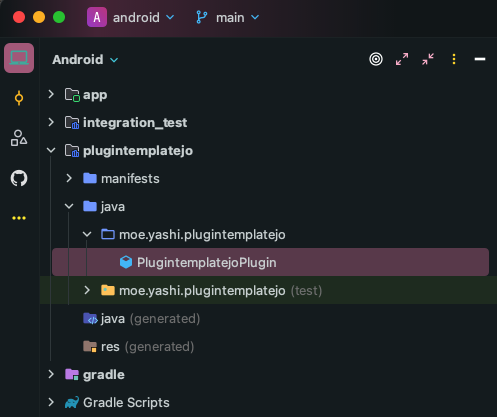 A android main
Android
app
integration_test
plugintemplatejo
manifests
java
moe.yashi.plugintemplatejo
PlugintemplatejoPlugin
moe.yashi.plugintemplatejo (test)
java (generated)
res (generated)
gradle
Gradle Scripts